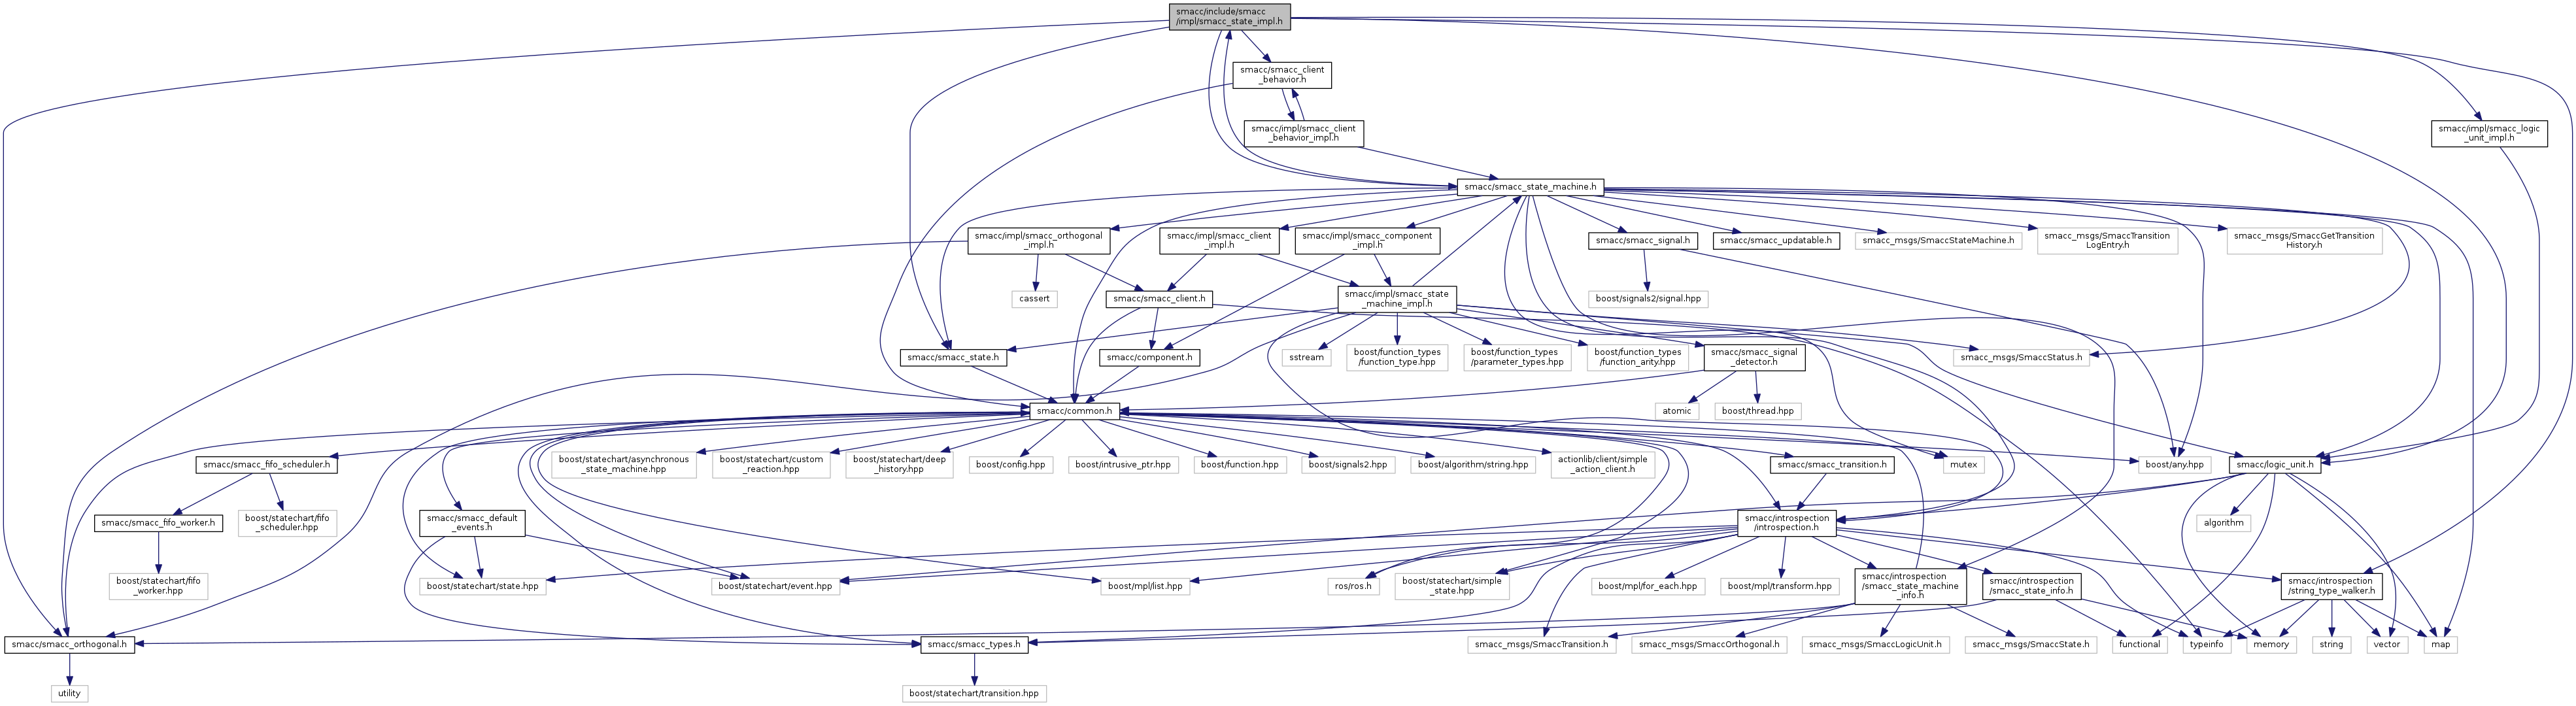 smacc/include/smacc
/impl/smacc_state_impl.h
smacc/smacc_client
_behavior.h
smacc/impl/smacc_client
_behavior_impl.h
smacc/impl/smacc_logic
_unit_impl.h
smacc/smacc_state_machine.h
smacc/impl/smacc_orthogonal
_impl.h
smacc/impl/smacc_client
_impl.h
smacc/impl/smacc_component
_impl.h
smacc/smacc_signal.h
smacc/smacc_updatable.h
smacc_msgs/SmaccStateMachine.h
smacc_msgs/SmaccTransition
LogEntry.h
smacc_msgs/SmaccGetTransition
History.h
cassert
smacc/smacc_client.h
smacc/impl/smacc_state
_machine_impl.h
boost/signals2/signal.hpp
smacc/smacc_state.h
smacc/component.h
sstream
boost/function_types
/function_type.hpp
boost/function_types
/parameter_types.hpp
boost/function_types
/function_arity.hpp
smacc/smacc_signal
_detector.h
smacc_msgs/SmaccStatus.h
smacc/common.h
atomic
boost/thread.hpp
smacc/smacc_fifo_scheduler.h
boost/statechart/asynchronous
_state_machine.hpp
boost/statechart/custom
_reaction.hpp
boost/statechart/deep
_history.hpp
boost/config.hpp
boost/intrusive_ptr.hpp
boost/function.hpp
boost/signals2.hpp
boost/algorithm/string.hpp
actionlib/client/simple
_action_client.h
smacc/smacc_transition.h
mutex
boost/any.hpp
smacc/logic_unit.h
smacc/smacc_fifo_worker.h
boost/statechart/fifo
_scheduler.hpp
smacc/smacc_default
_events.h
smacc/introspection
/introspection.h
algorithm
boost/statechart/fifo
_worker.hpp
boost/statechart/state.hpp
boost/statechart/event.hpp
boost/mpl/list.hpp
ros/ros.h
boost/statechart/simple
_state.hpp
boost/mpl/for_each.hpp
boost/mpl/transform.hpp
smacc/introspection
/smacc_state_machine
_info.h
smacc/introspection
/smacc_state_info.h
smacc/introspection
/string_type_walker.h
smacc/smacc_orthogonal.h
smacc/smacc_types.h
smacc_msgs/SmaccTransition.h
smacc_msgs/SmaccOrthogonal.h
smacc_msgs/SmaccLogicUnit.h
smacc_msgs/SmaccState.h
functional
typeinfo
memory
string
vector
map
utility
boost/statechart/transition.hpp